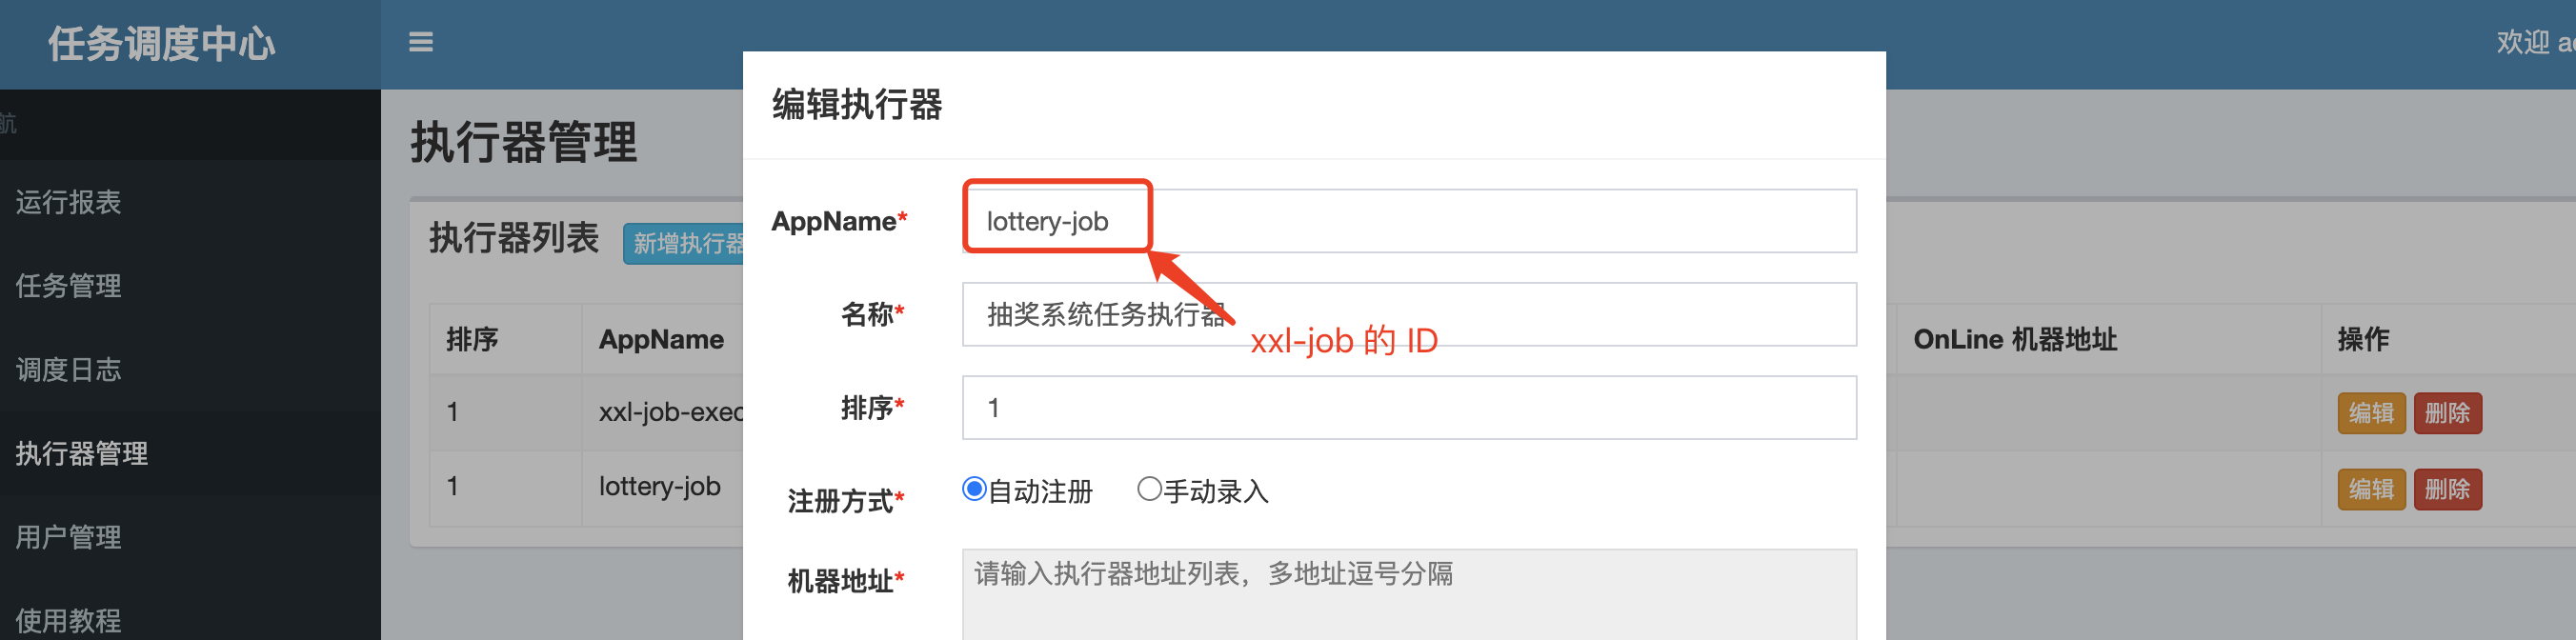 任务调度中心
欢迎
航
运行报表
任务管理
调度日志
执行器管理
用户管理
使用教程
执行器管理
执行器列表 新增执行器
排序 AppName OnLine 机器地址 操作
1 xxl-job-exec 编辑 删除
1 lottery-job 编辑 删除
编辑执行器
AppName* lottery-job
名称* 抽奖系统任务执行器
xxl-job 的 ID
排序* 1
注册方式* 自动注册 手动录入
机器地址* 请输入执行器地址列表，多地址逗号分隔